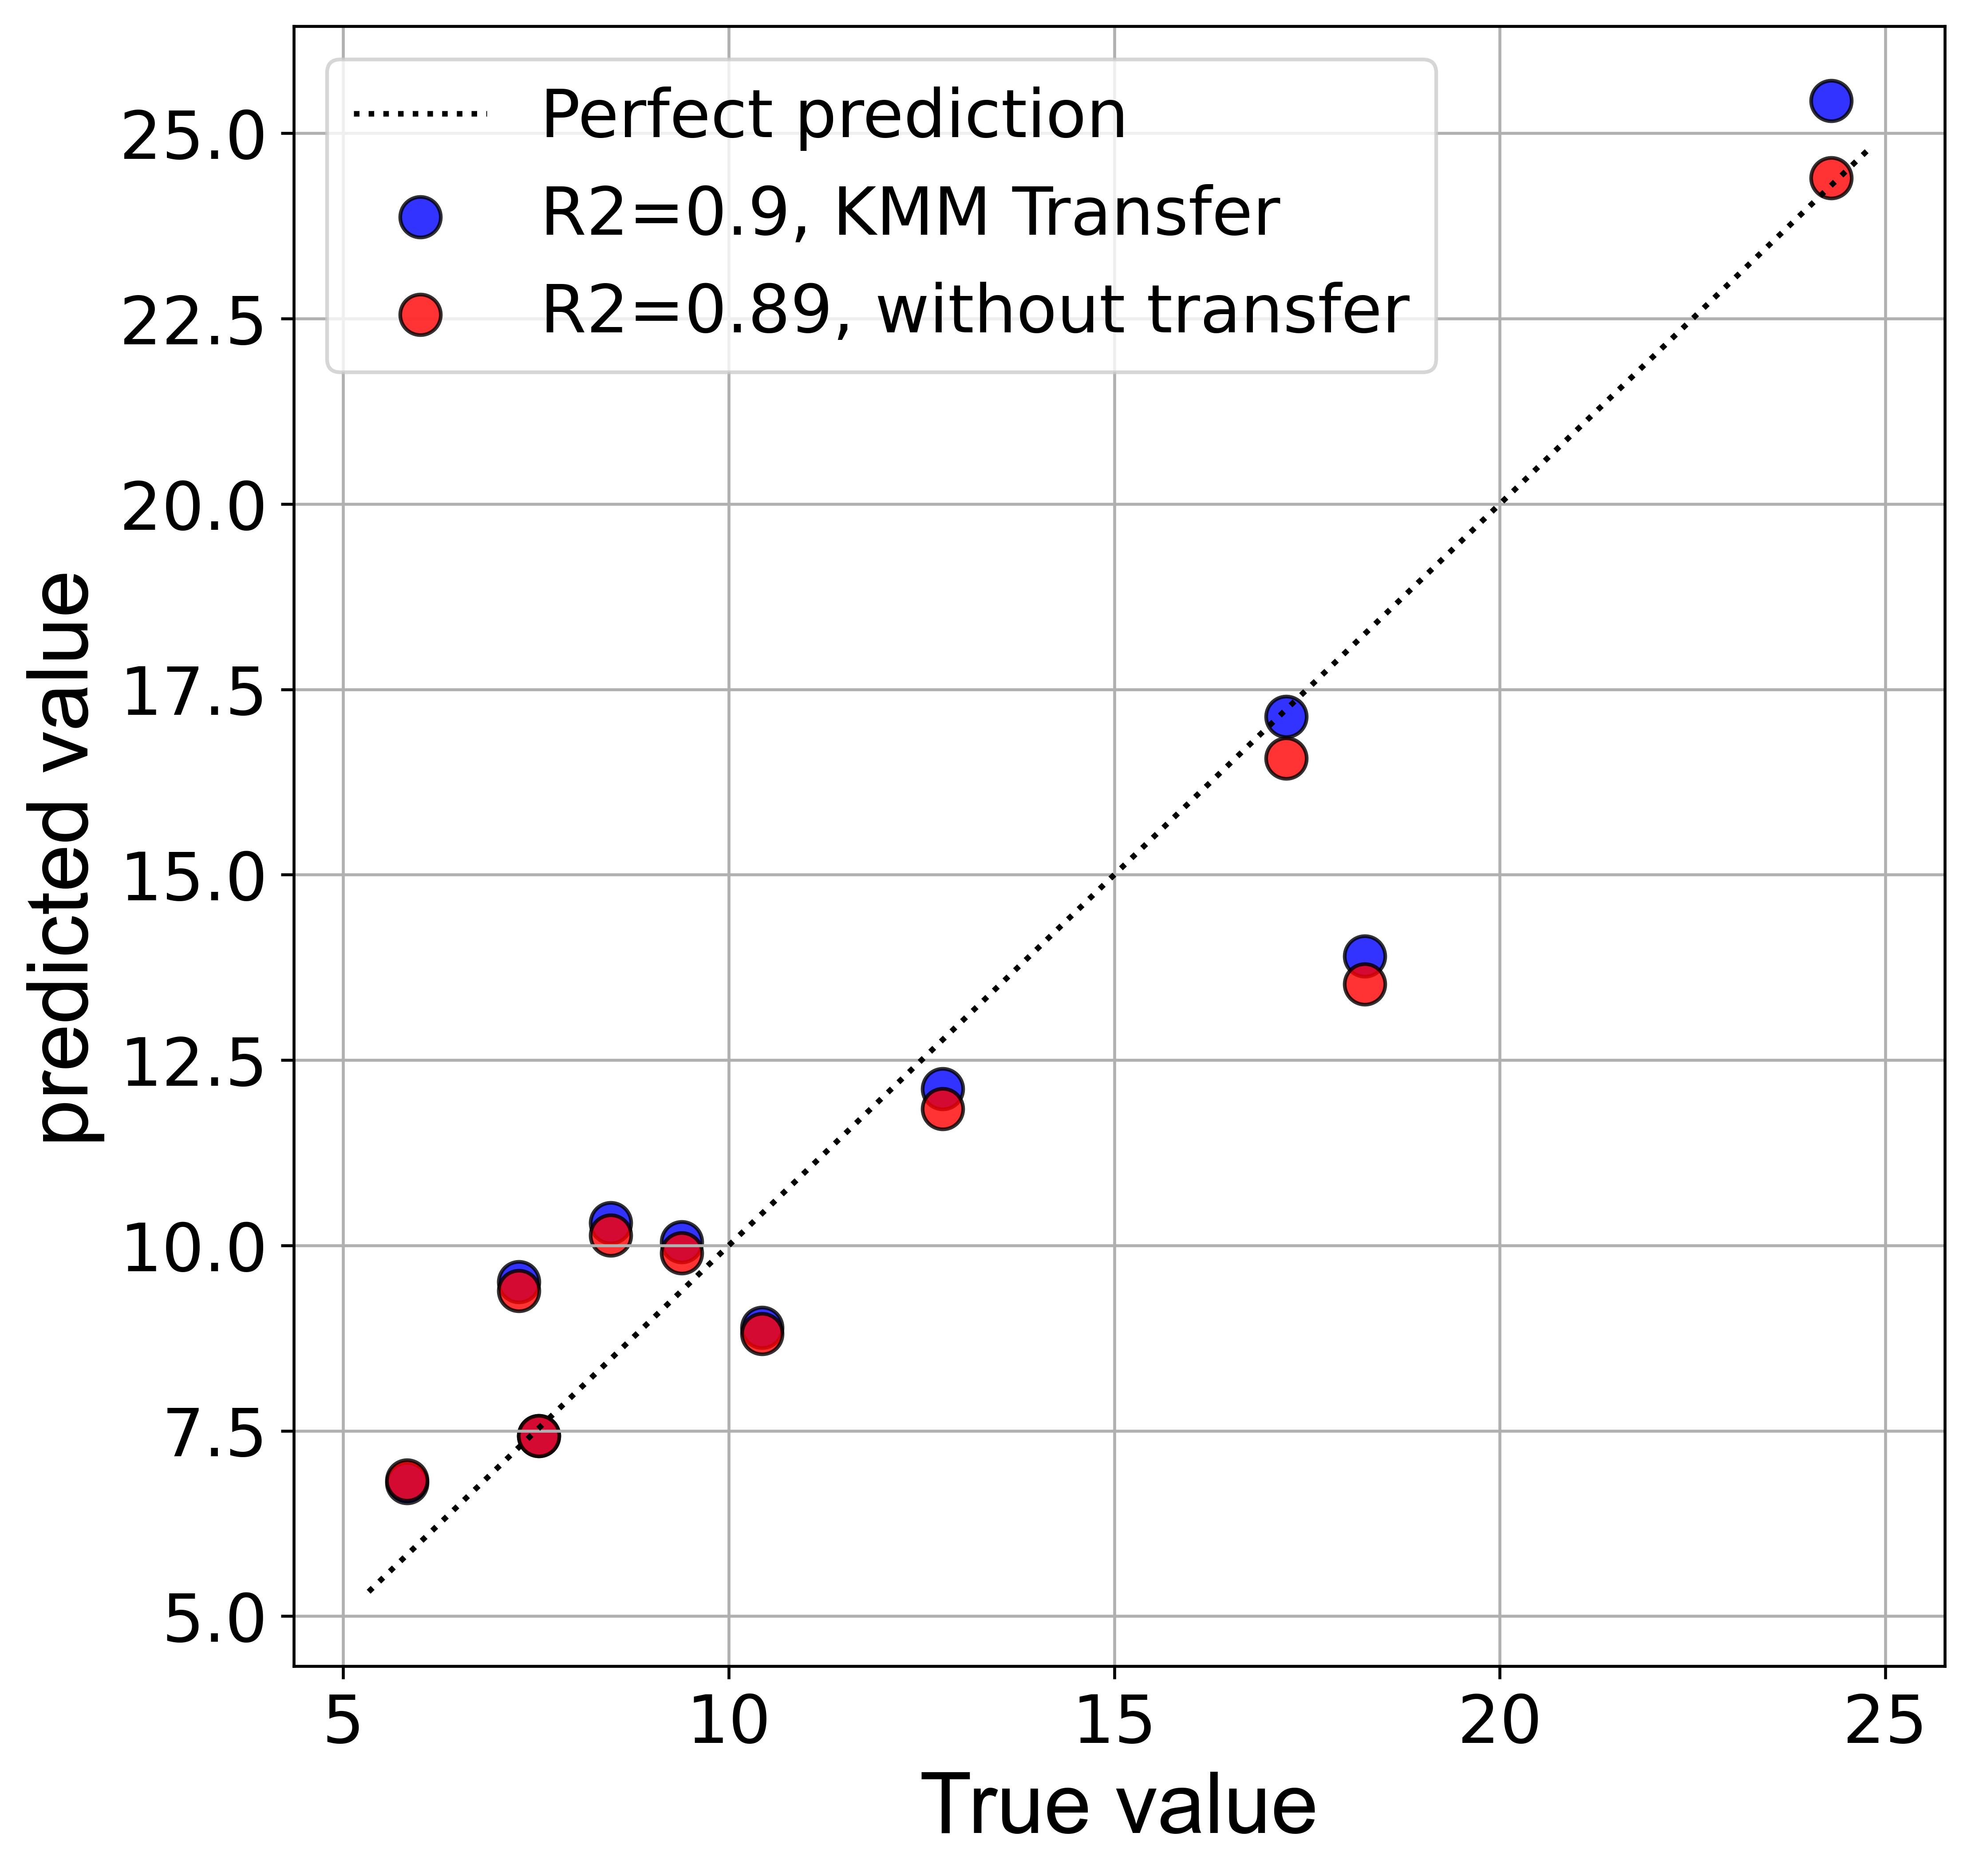 Perfect prediction
R2=0.9, KMM Transfer
R2=0.89, without transfer
25.0
22.5
20.0
17.5
15.0
12.5
10.0
7.5
5.0
predicted value
5 10 15 20 25
True value